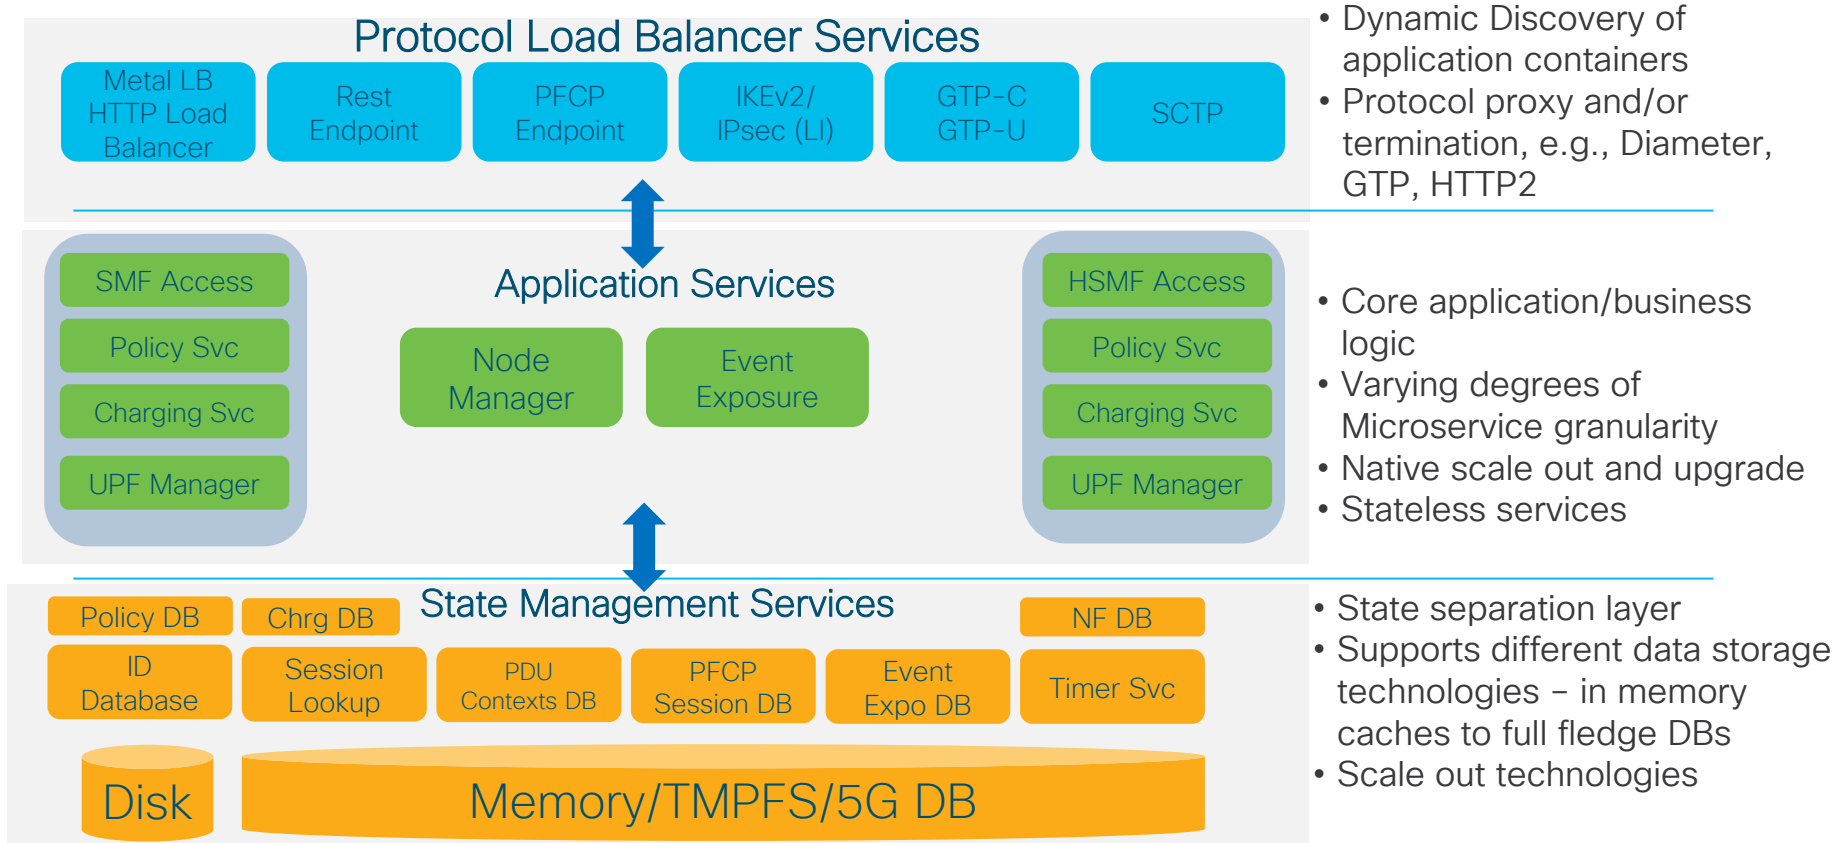 Protocol Load Balancer Services
Metal LB
HTTP Load
Balancer
Rest
Endpoint
PFCP
Endpoint
IKEv2/
IPsec (LI)
GTP-C
GTP-U
SCTP
• Dynamic Discovery of
application containers
• Protocol proxy and/or
termination, e.g., Diameter,
GTP, HTTP2
SMF Access
Policy Svc
Charging Svc
UPF Manager
Application Services
Node
Manager
Event
Exposure
HSMF Access
Policy Svc
Charging Svc
UPF Manager
• Core application/business
logic
• Varying degrees of
Microservice granularity
• Native scale out and upgrade
• Stateless services
State Management Services
Policy DB
Chrg DB
NF DB
ID
Database
Session
Lookup
PDU
Contexts DB
PFCP
Session DB
Event
Expo DB
Timer Svc
Disk
Memory/TMPFS/5G DB
• State separation layer
• Supports different data storage
technologies – in memory
caches to full fledge DBs
• Scale out technologies